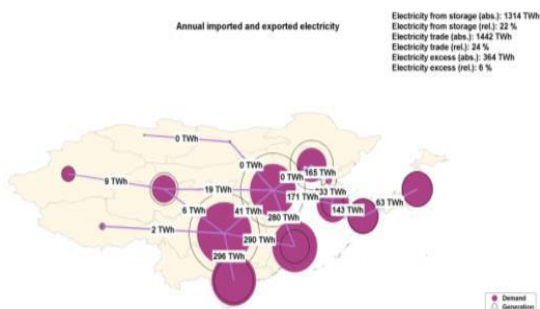 Annual imported and exported electricity
Electricity from storage (abs.): 1314 TWh
Electricity from storage (rel.): 22 %
Electricity trade (abs.): 1442 TWh
Electricity trade (rel.): 24 %
Electricity excess (abs.): 364 TWh
Electricity excess (rel.): 6 %
0 TWh
0 TWh
0 TWh
165 TWh
9 TWh
19 TWh
171 TWh
33 TWh
63 TWh
6 TWh
41 TWh
280 TWh
143 TWh
2 TWh
290 TWh
296 TWh
Demand
Generation